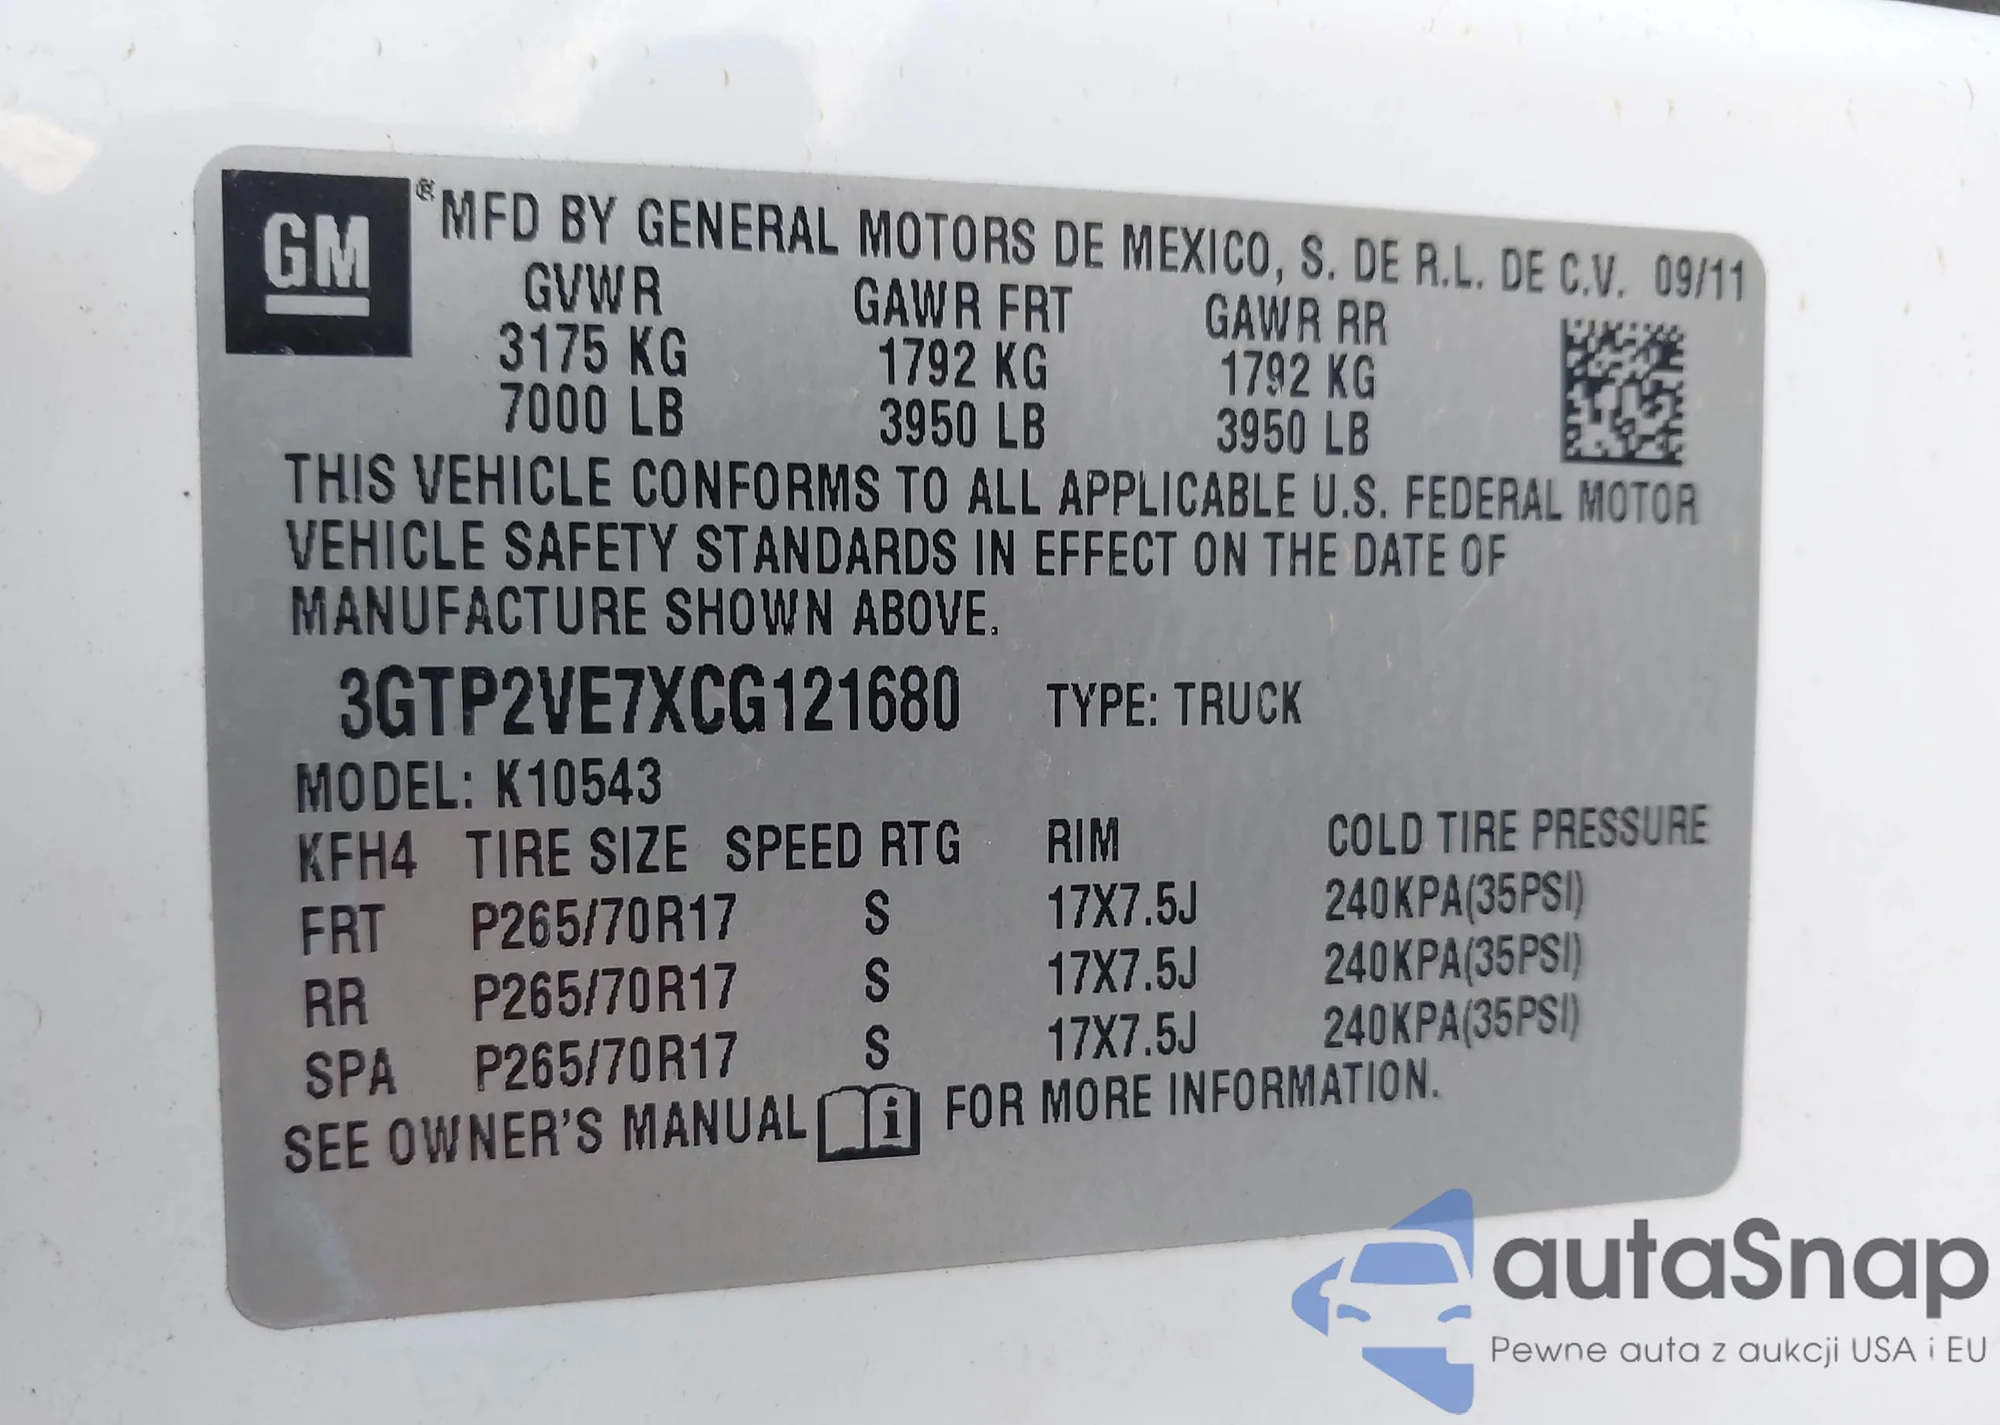 GM
® MFD BY GENERAL MOTORS DE MEXICO, S. DE R.L. DE C.V. 09/11
GVWR GAWR FRT GAWR RR
3175 KG 1792 KG 1792 KG
7000 LB 3950 LB 3950 LB
THIS VEHICLE CONFORMS TO ALL APPLICABLE U.S. FEDERAL MOTOR
VEHICLE SAFETY STANDARDS IN EFFECT ON THE DATE OF
MANUFACTURE SHOWN ABOVE.
3GTP2VE7XCG121680 TYPE: TRUCK
MODEL: K10543
KFH4 TIRE SIZE SPEED RTG RIM COLD TIRE PRESSURE
FRT P265/70R17 S 17X7.5J 240KPA(35PSI)
RR P265/70R17 S 17X7.5J 240KPA(35PSI)
SPA P265/70R17 S 17X7.5J 240KPA(35PSI)
SEE OWNER'S MANUAL i FOR MORE INFORMATION.
autaSnap
Pewne auta z aukcji USA i EU